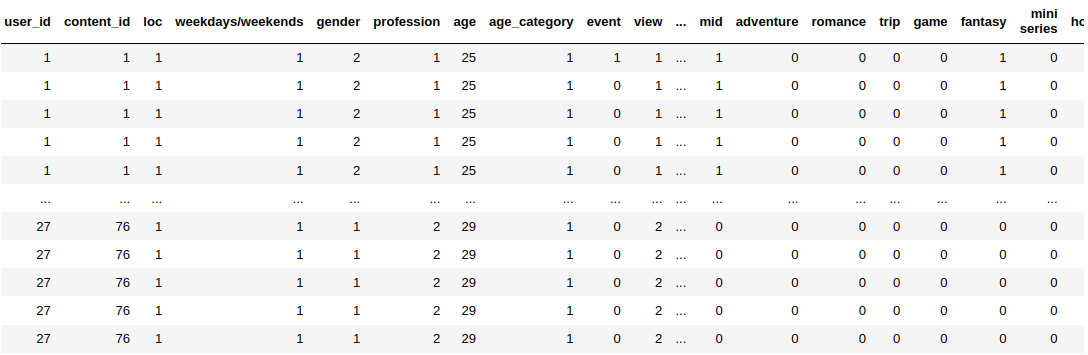 user_id content_id loc weekdays/weekends gender profession age age_category event view ... mid adventure romance trip game fantasy mini series
1 1 1 1 2 1 25 1 1 1 ... 1 0 0 0 0 1 0
1 1 1 1 2 1 25 1 0 1 ... 1 0 0 0 0 1 0
1 1 1 1 2 1 25 1 0 1 ... 1 0 0 0 0 1 0
1 1 1 1 2 1 25 1 0 1 ... 1 0 0 0 0 1 0
1 1 1 1 2 1 25 1 0 1 ... 1 0 0 0 0 1 0
... ... ... ... ... ... ... ... ... ... ... ... ... ... ... ... ... ...
27 76 1 1 1 2 29 1 0 2 ... 0 0 0 0 0 0 0
27 76 1 1 1 2 29 1 0 2 ... 0 0 0 0 0 0 0
27 76 1 1 1 2 29 1 0 2 ... 0 0 0 0 0 0 0
27 76 1 1 1 2 29 1 0 2 ... 0 0 0 0 0 0 0
27 76 1 1 1 2 29 1 0 2 ... 0 0 0 0 0 0 0